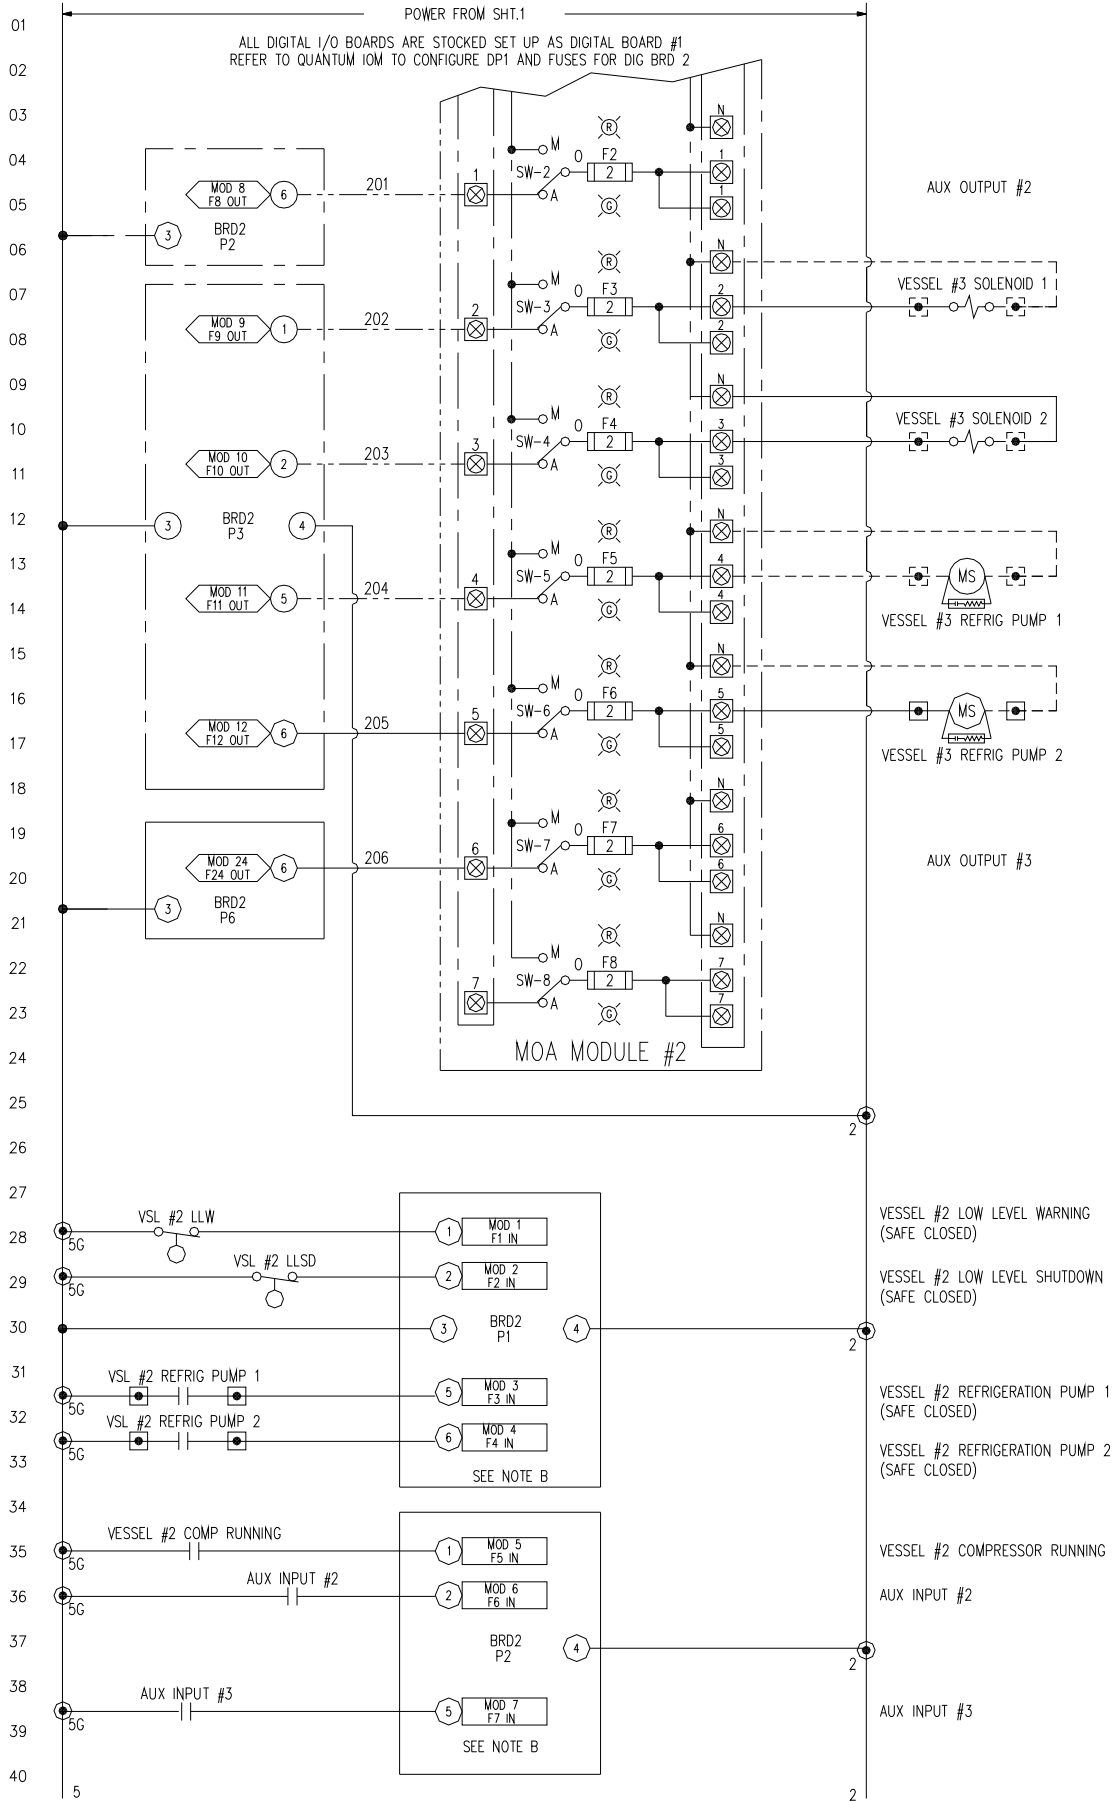 POWER FROM SHT.1
01
ALL DIGITAL I/O BOARDS ARE STOCKED SET UP AS DIGITAL BOARD #1
REFER TO QUANTUM IOM TO CONFIGURE DP1 AND FUSES FOR DIG BRD 2
02
03
N
R
04
M
O
F2
SW-2
2
1
1
MOD 8
F8 OUT
6
201
A
1
AUX OUTPUT #2
05
G
BRD2
P2
3
06
N
R
07
M
O
F3
SW-3
2
2
VESSEL #3 SOLENOID 1
MOD 9
F9 OUT
1
202
2
A
2
08
G
09
N
R
10
M
O
F4
SW-4
2
3
VESSEL #3 SOLENOID 2
MOD 10
F10 OUT
2
203
3
A
3
11
G
12
3
BRD2
P3
4
N
R
13
M
O
F5
SW-5
2
4
MS
MOD 11
F11 OUT
5
204
4
A
4
14
G
VESSEL #3 REFRIG PUMP 1
15
N
R
16
M
O
F6
SW-6
2
5
MS
MOD 12
F12 OUT
6
205
5
A
5
17
G
VESSEL #3 REFRIG PUMP 2
18
N
R
19
M
O
F7
SW-7
2
6
MOD 24
F24 OUT
6
206
6
A
6
AUX OUTPUT #3
20
G
3
BRD2
P6
21
N
R
22
M
O
F8
SW-8
2
7
7
A
7
23
G
24
MOA MODULE #2
25
2
26
27
VSL #2 LLW
28
5G
1
MOD 1
F1 IN
VESSEL #2 LOW LEVEL WARNING
(SAFE CLOSED)
VSL #2 LLSD
29
5G
2
MOD 2
F2 IN
VESSEL #2 LOW LEVEL SHUTDOWN
(SAFE CLOSED)
30
3
BRD2
P1
4
2
31
VSL #2 REFRIG PUMP 1
5G
5
MOD 3
F3 IN
VESSEL #2 REFRIGERATION PUMP 1
(SAFE CLOSED)
32
VSL #2 REFRIG PUMP 2
5G
6
MOD 4
F4 IN
VESSEL #2 REFRIGERATION PUMP 2
(SAFE CLOSED)
33
SEE NOTE B
34
VESSEL #2 COMP RUNNING
35
5G
1
MOD 5
F5 IN
VESSEL #2 COMPRESSOR RUNNING
AUX INPUT #2
36
5G
2
MOD 6
F6 IN
AUX INPUT #2
37
BRD2
P2
4
2
38
AUX INPUT #3
5G
5
MOD 7
F7 IN
AUX INPUT #3
39
SEE NOTE B
40
5
2